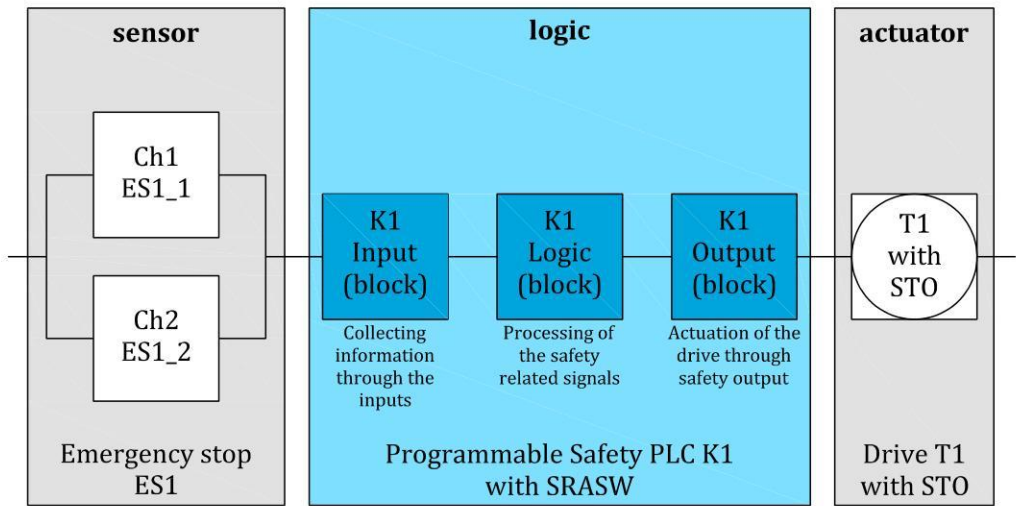 sensor
Ch1
ES1_1
Ch2
ES1_2
Emergency stop
ES1
logic
K1
Input
(block)
Collecting
information
through the
inputs
K1
Logic
(block)
Processing of
the safety
related signals
K1
Output
(block)
Actuation of the
drive through
safety output
Programmable Safety PLC K1
with SRASW
actuator
T1
with
STO
Drive T1
with STO